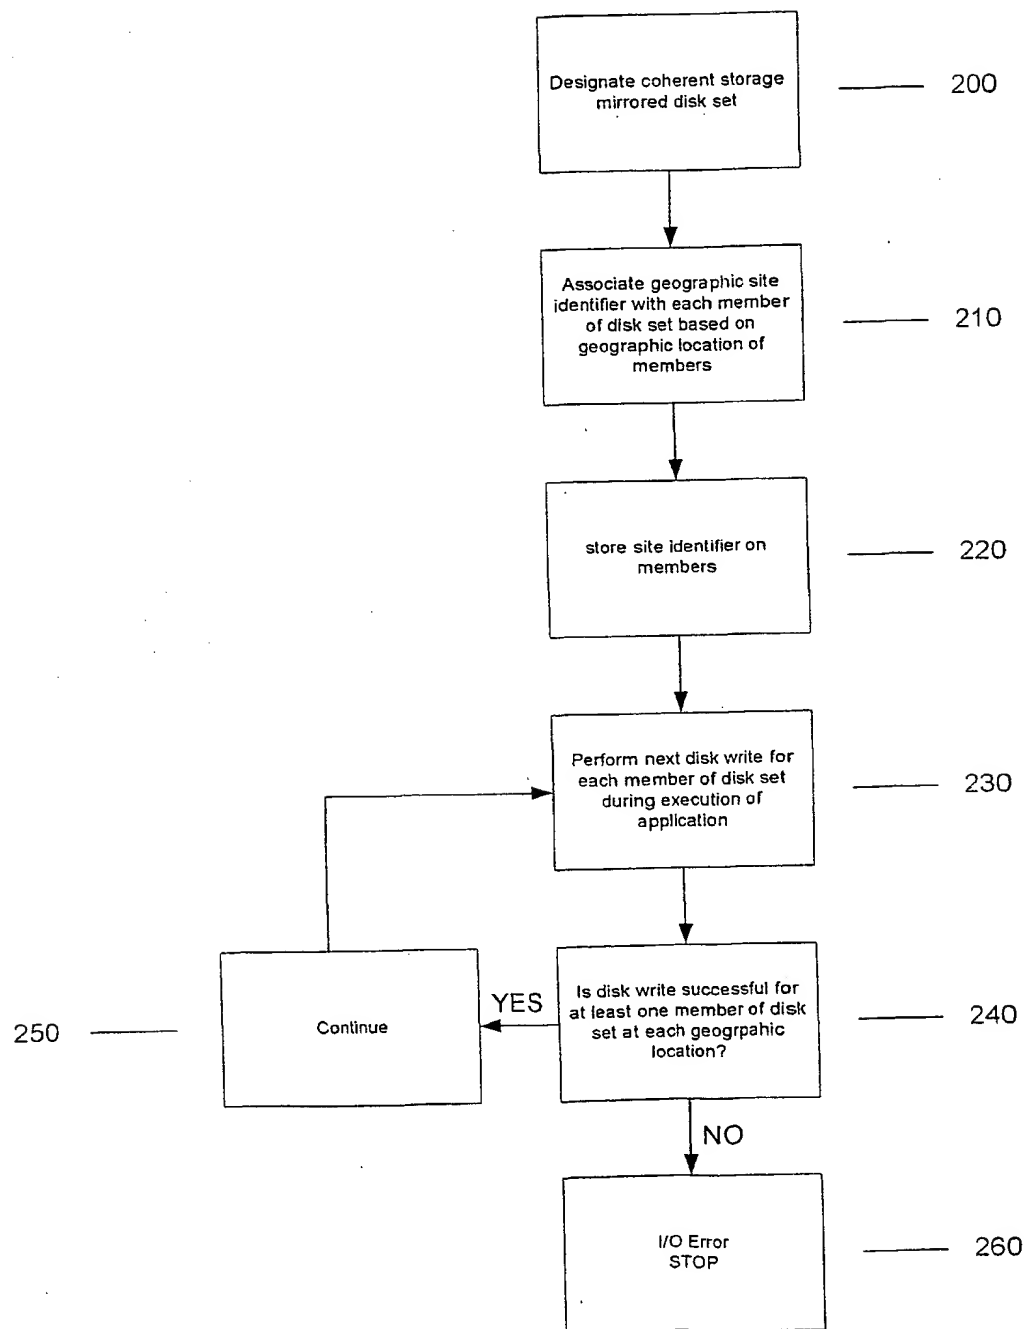 Designate coherent storage
mirrored disk set
200
Associate geographic site
identifier with each member
of disk set based on
geographic location of
members
210
store site identifier on
members
220
Perform next disk write for
each member of disk set
during execution of
application
230
Is disk write successful for
at least one member of disk
set at each geogrpahic
location?
240
YES
Continue
250
NO
I/O Error
STOP
260